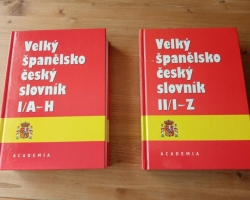 Velký
španělsko
český
slovník
I/A–H
ACADEMIA
Velký
španělsko
český
slovník
II/I–Z
ACADEMIA